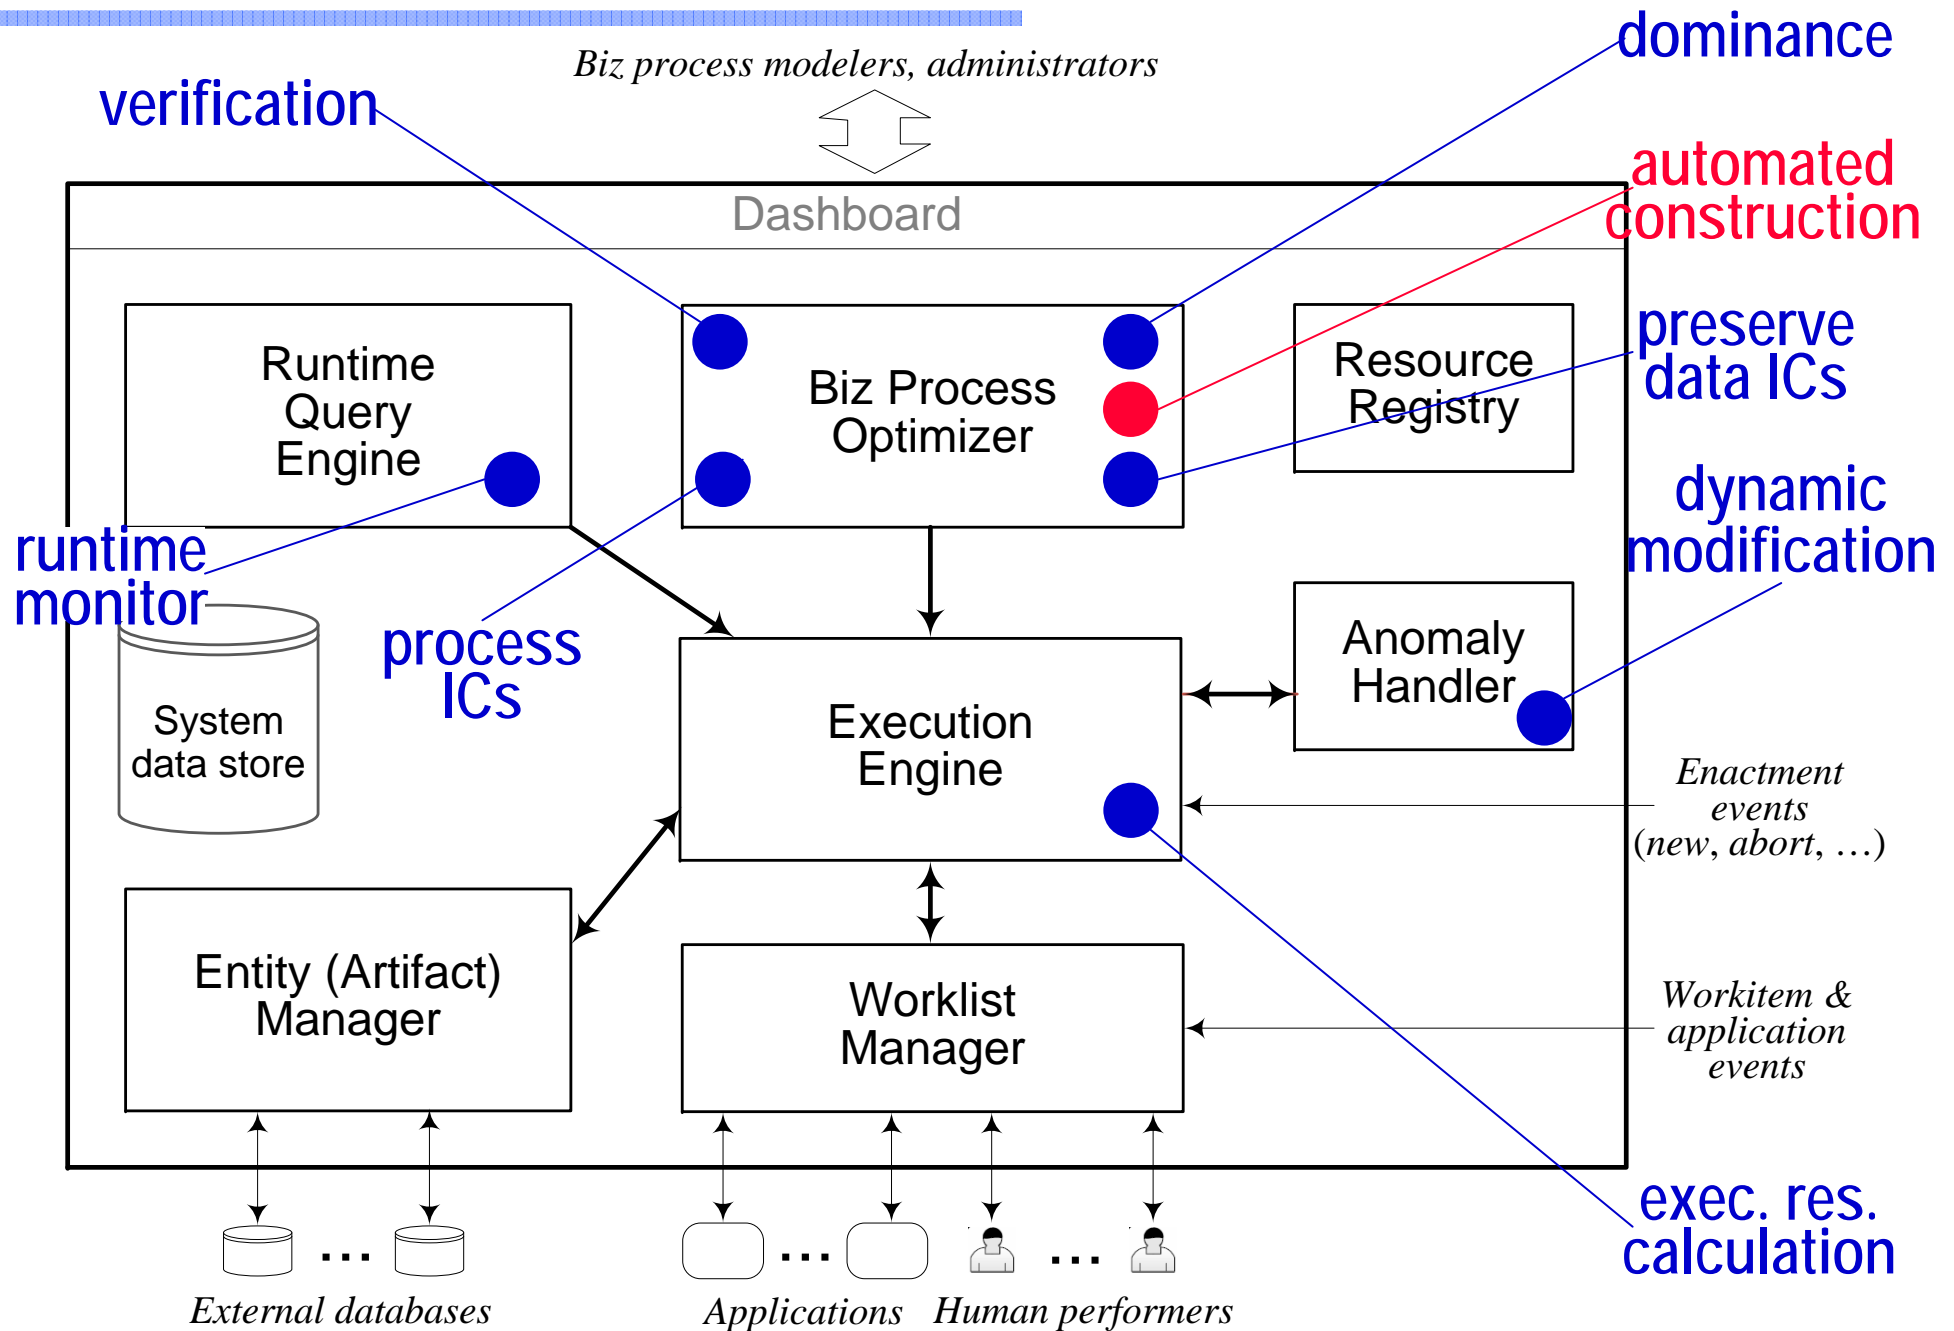 dominance
Biz process modelers, administrators
verification
automated
construction
Dashboard
preserve
data ICs
Runtime
Query
Engine
Biz Process
Optimizer
Resource
Registry
dynamic
modification
runtime
monitor
process
ICs
Anomaly
Handler
System
data store
Execution
Engine
Enactment
events
(new, abort, …)
Entity (Artifact)
Manager
Worklist
Manager
Workitem &
application
events
exec. res.
calculation
...
...
...
External databases
Applications
Human performers